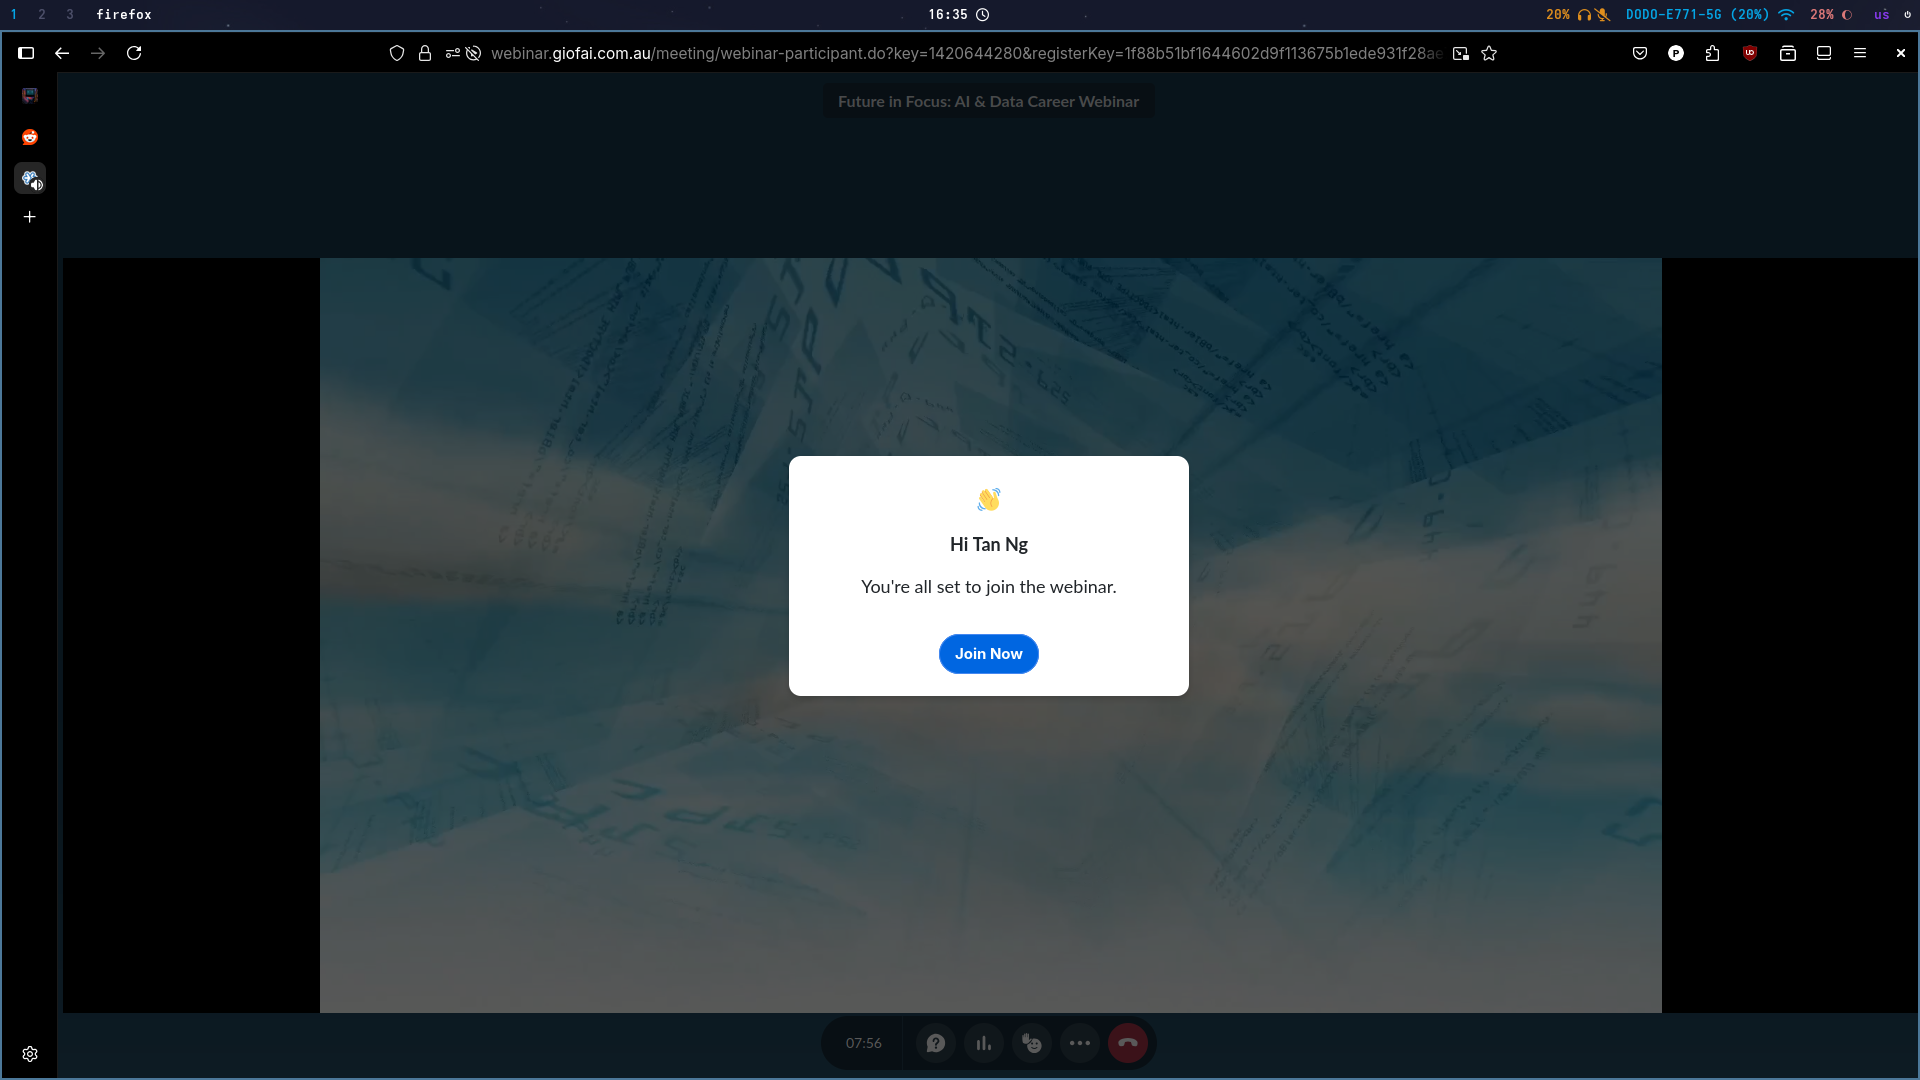 1 2 3 firefox 16:35 20% DODO-E771-5G (20%) 28% us
webinar.giofai.com.au/meeting/webinar-participant.do?key=1420644280&registerKey=1f88b51bf1644602d9f113675b1ede931f28ae
Future in Focus: AI & Data Career Webinar
Hi Tan Ng
You're all set to join the webinar.
Join Now
07:56